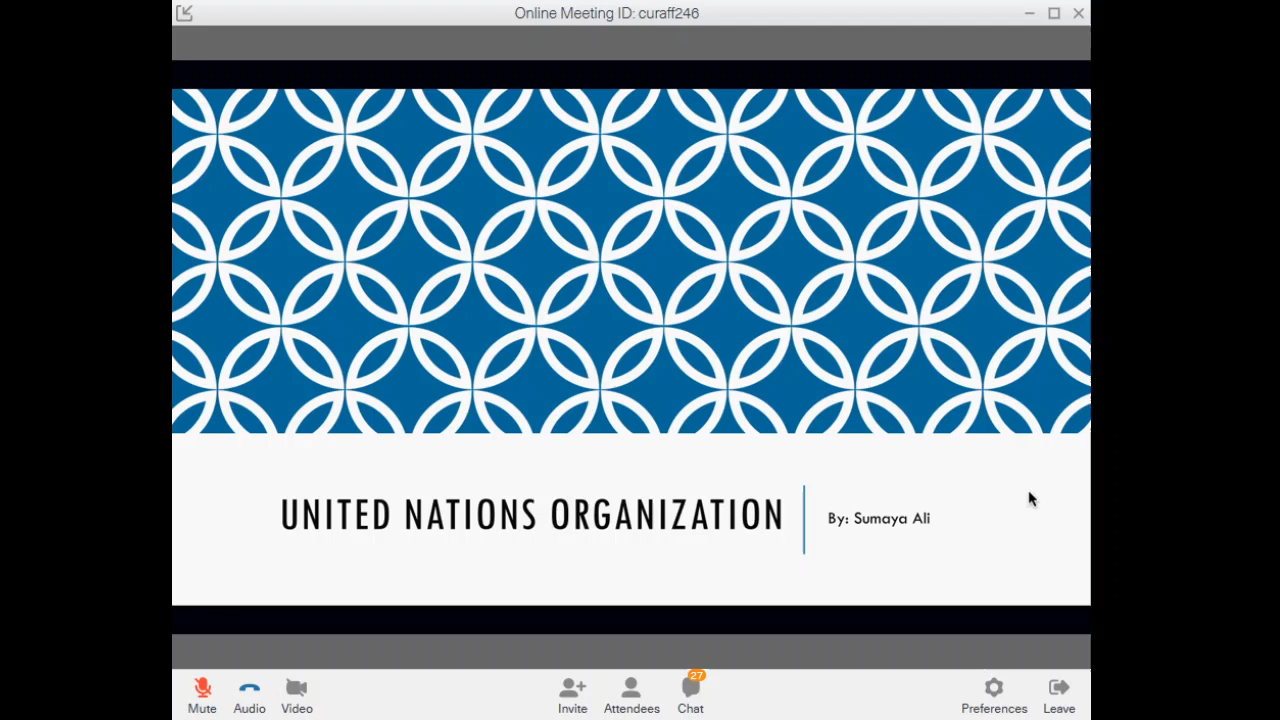 Online Meeting ID: curaff246
UNITED NATIONS ORGANIZATION
By: Sumaya Ali
27
Mute Audio Video Invite Attendees Chat Preferences Leave